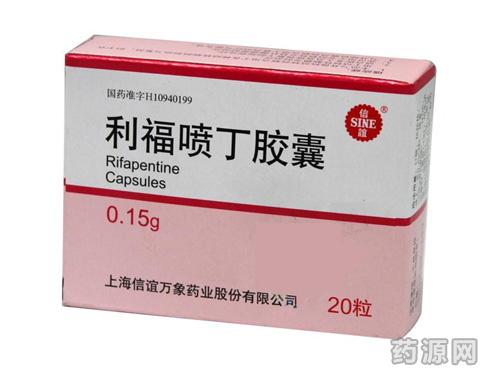 国药准字H10940199
信
SINE
誼
®
利福喷丁胶囊
Rifapentine
Capsules
0.15g
上海信谊万象药业股份有限公司
20粒
药源网